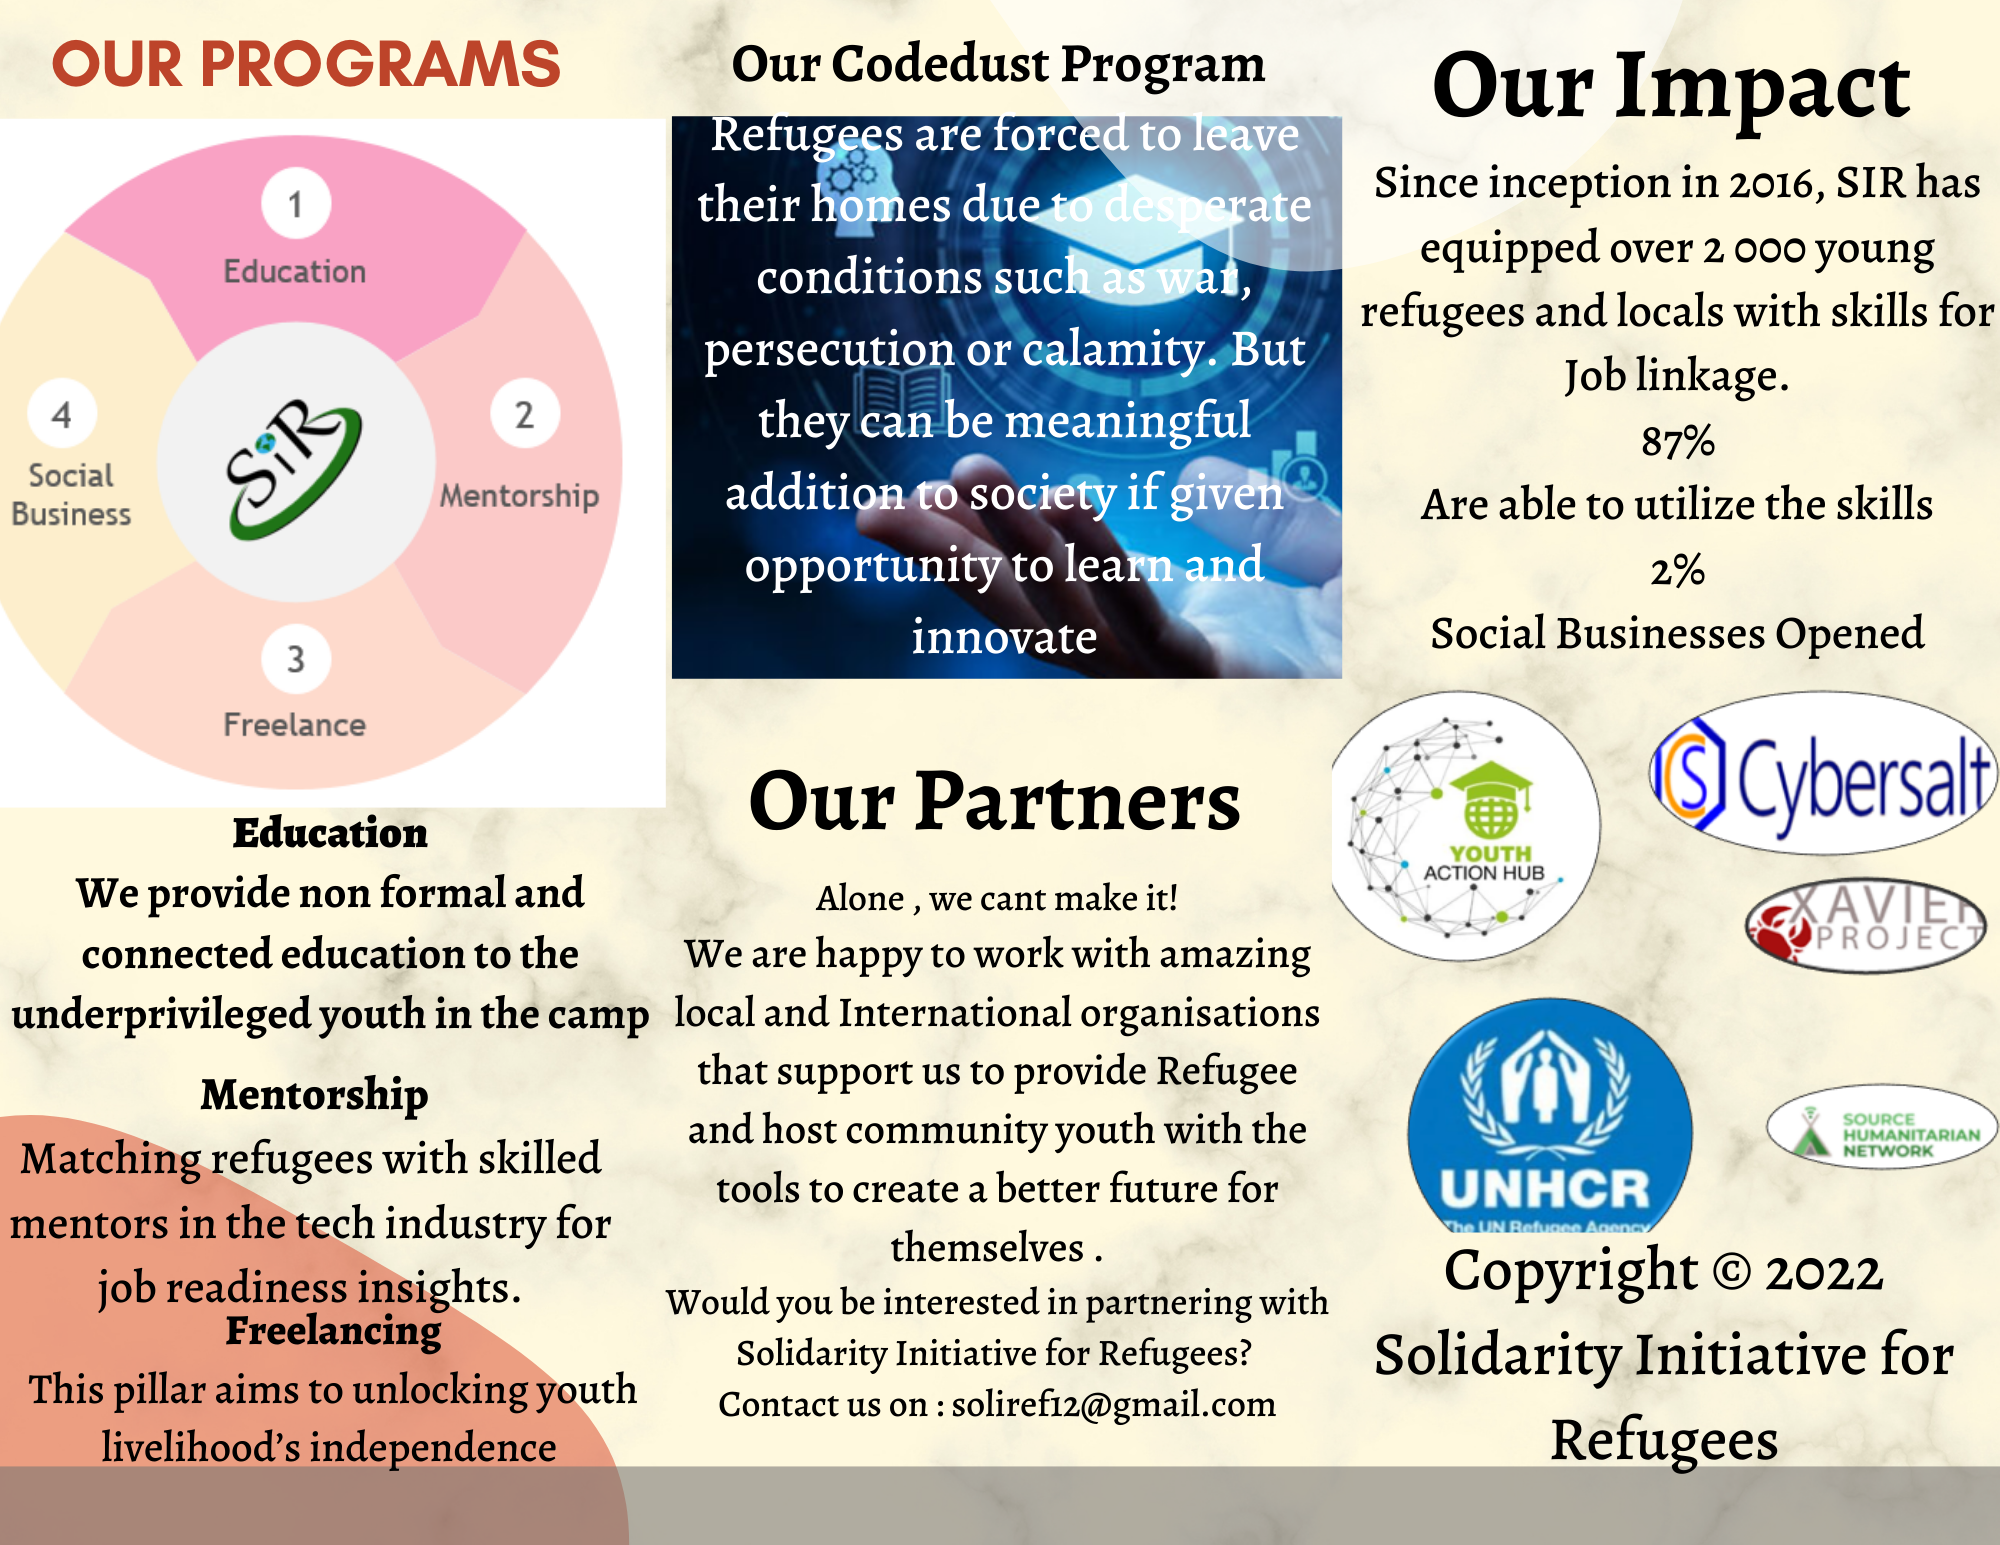 OUR PROGRAMS
1
Education
2
Mentorship
3
Freelance
4
Social
Business
SiR
Education
We provide non formal and
connected education to the
underprivileged youth in the camp
Mentorship
Matching refugees with skilled
mentors in the tech industry for
job readiness insights.
Freelancing
This pillar aims to unlocking youth
livelihood's independence
Our Codedust Program
Refugees are forced to leave
their homes due to desperate
conditions such as war,
persecution or calamity. But
they can be meaningful
addition to society if given
opportunity to learn and
innovate
Our Partners
Alone , we cant make it!
We are happy to work with amazing
local and International organisations
that support us to provide Refugee
and host community youth with the
tools to create a better future for
themselves .
Would you be interested in partnering with
Solidarity Initiative for Refugees?
Contact us on : soliref12@gmail.com
Our Impact
Since inception in 2016, SIR has
equipped over 2 000 young
refugees and locals with skills for
Job linkage.
87%
Are able to utilize the skills
2%
Social Businesses Opened
YOUTH
ACTION HUB
CS Cybersalt
XAVIER
PROJECT
UNHCR
The UN Refugee Agency
SOURCE
HUMANITARIAN
NETWORK
Copyright © 2022
Solidarity Initiative for
Refugees